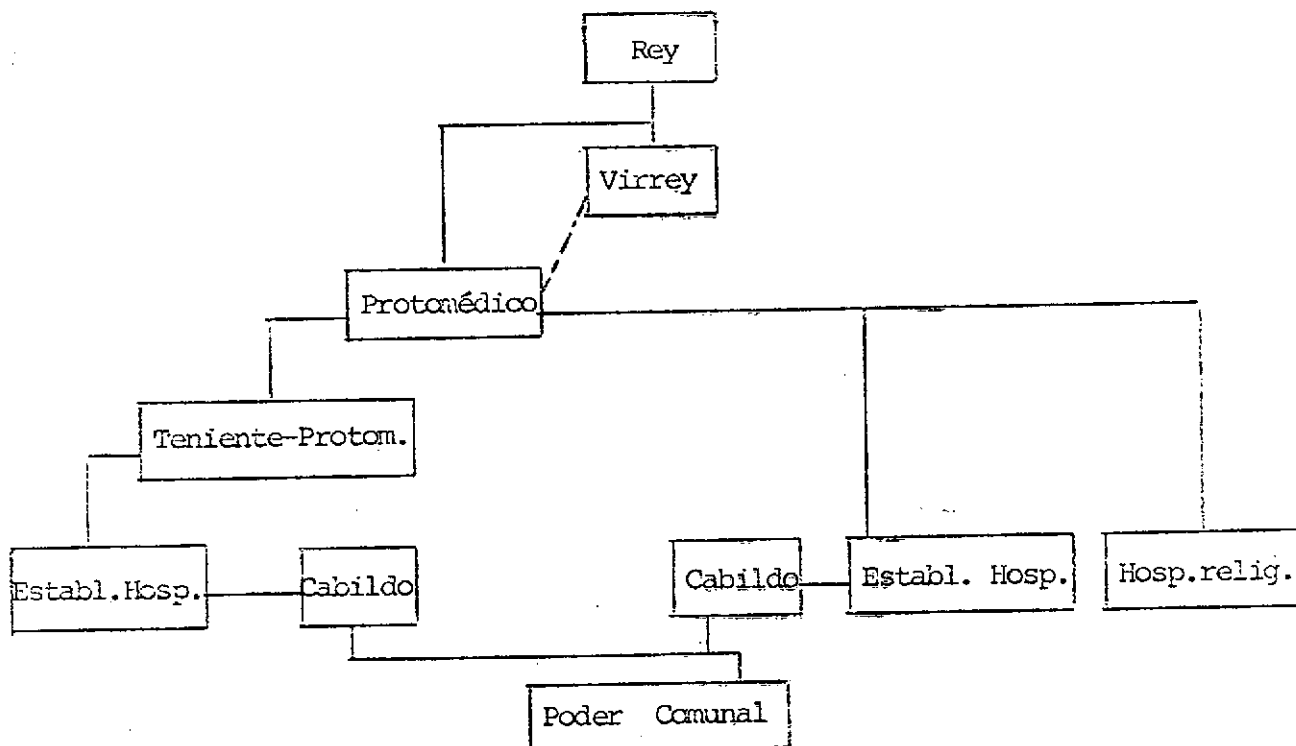 Rey
Virrey
Protomédico
Teniente-Protom.
Establ.Hosp.
Cabildo
Cabildo
Establ. Hosp.
Hosp.relig.
Poder Comunal